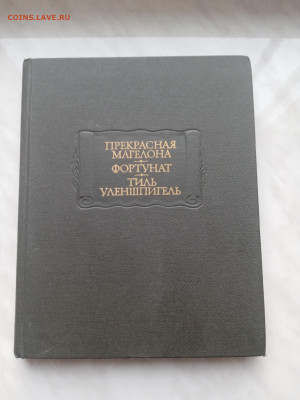 COINS.LAVE.RU
ПРЕКРАСНАЯ
МАГЕЛОНА
ФОРТУНАТ
ТИЛЬ
УЛЕНШПИГЕЛЬ